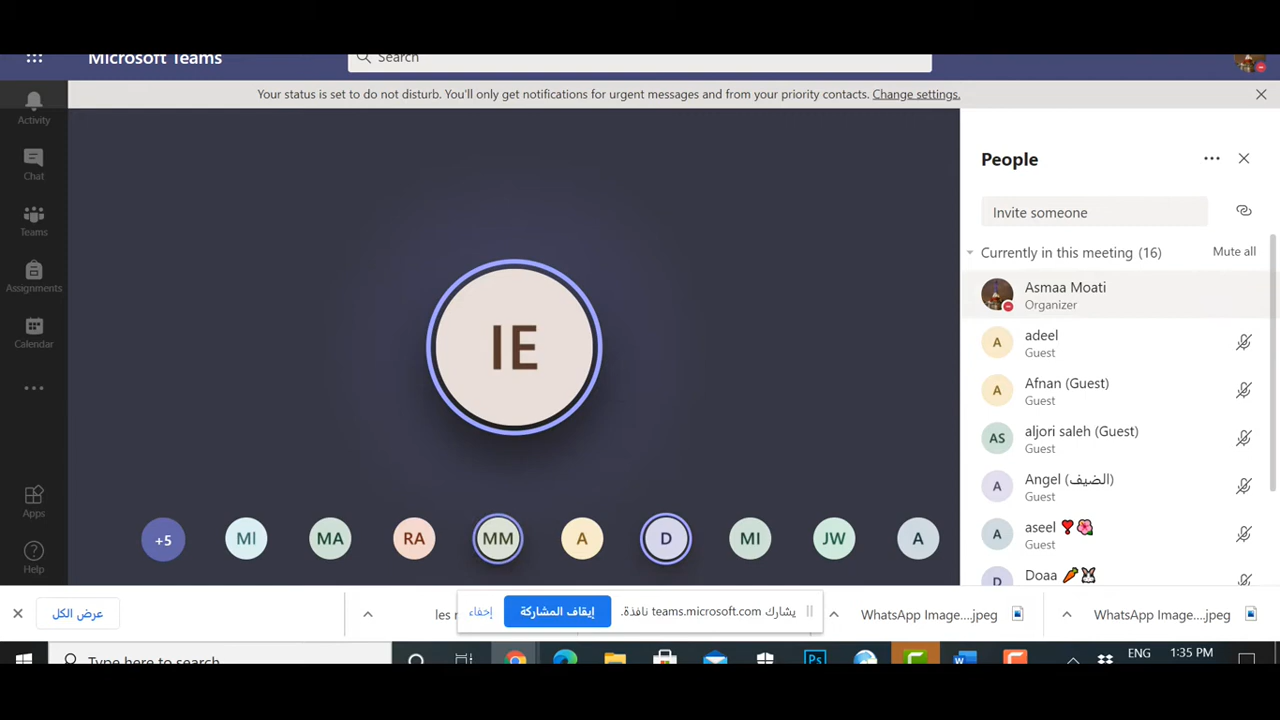 Microsoft Teams
Search
Your status is set to do not disturb. You'll only get notifications for urgent messages and from your priority contacts. Change settings.
Activity
Chat
Teams
Assignments
Calendar
Apps
Help
IE
+5
MI
MA
RA
MM
A
D
MI
JW
A
People
Invite someone
Currently in this meeting (16)
Mute all
Asmaa Moati
Organizer
A
adeel
Guest
A
Afnan (Guest)
Guest
AS
aljori saleh (Guest)
Guest
A
Angel (الضيف)
Guest
A
aseel ❣️🌺
Guest
D
Doaa 🥕🐰
عرض الكل
les
إخفاء
إيقاف المشاركة
يشارك teams.microsoft.com نافذة.
WhatsApp Image....jpeg
WhatsApp Image....jpeg
Type here to search
Ps
ENG
1:35 PM